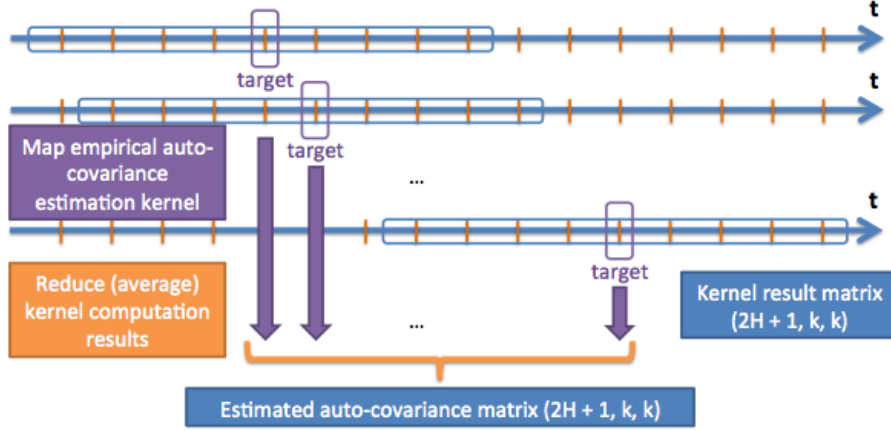 t
target
t
Map empirical auto-
covariance
estimation kernel
target
...
t
target
Reduce (average)
kernel computation
results
Kernel result matrix
(2H + 1, k, k)
...
Estimated auto-covariance matrix (2H + 1, k, k)